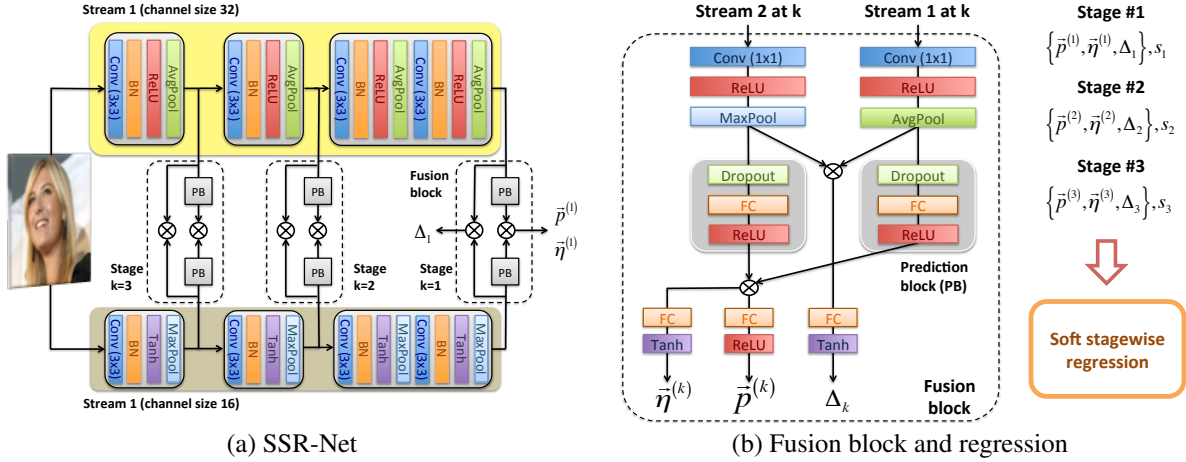 Stream 1 (channel size 32)
Conv (3x3)
BN
ReLU
AvgPool
Conv (3x3)
BN
ReLU
AvgPool
Conv (3x3)
BN
ReLU
AvgPool
Conv (3x3)
BN
ReLU
AvgPool
PB
PB
Fusion
block
PB
Δ₁
p⃗⁽¹⁾
η⃗⁽¹⁾
PB
PB
PB
Stage
k=3
Stage
k=2
Stage
k=1
Conv (3x3)
BN
Tanh
MaxPool
Conv (3x3)
BN
Tanh
MaxPool
Conv (3x3)
BN
Tanh
MaxPool
Conv (3x3)
BN
Tanh
MaxPool
Stream 1 (channel size 16)
(a) SSR-Net
Stream 2 at k
Stream 1 at k
Conv (1x1)
Conv (1x1)
ReLU
ReLU
MaxPool
AvgPool
Dropout
Dropout
FC
FC
ReLU
ReLU
Prediction
block (PB)
FC
FC
FC
Tanh
ReLU
Tanh
η⃗⁽ᵏ⁾
p⃗⁽ᵏ⁾
Δₖ
Fusion
block
Stage #1
{p⃗⁽¹⁾, η⃗⁽¹⁾, Δ₁}, s₁
Stage #2
{p⃗⁽²⁾, η⃗⁽²⁾, Δ₂}, s₂
Stage #3
{p⃗⁽³⁾, η⃗⁽³⁾, Δ₃}, s₃
Soft stagewise
regression
(b) Fusion block and regression